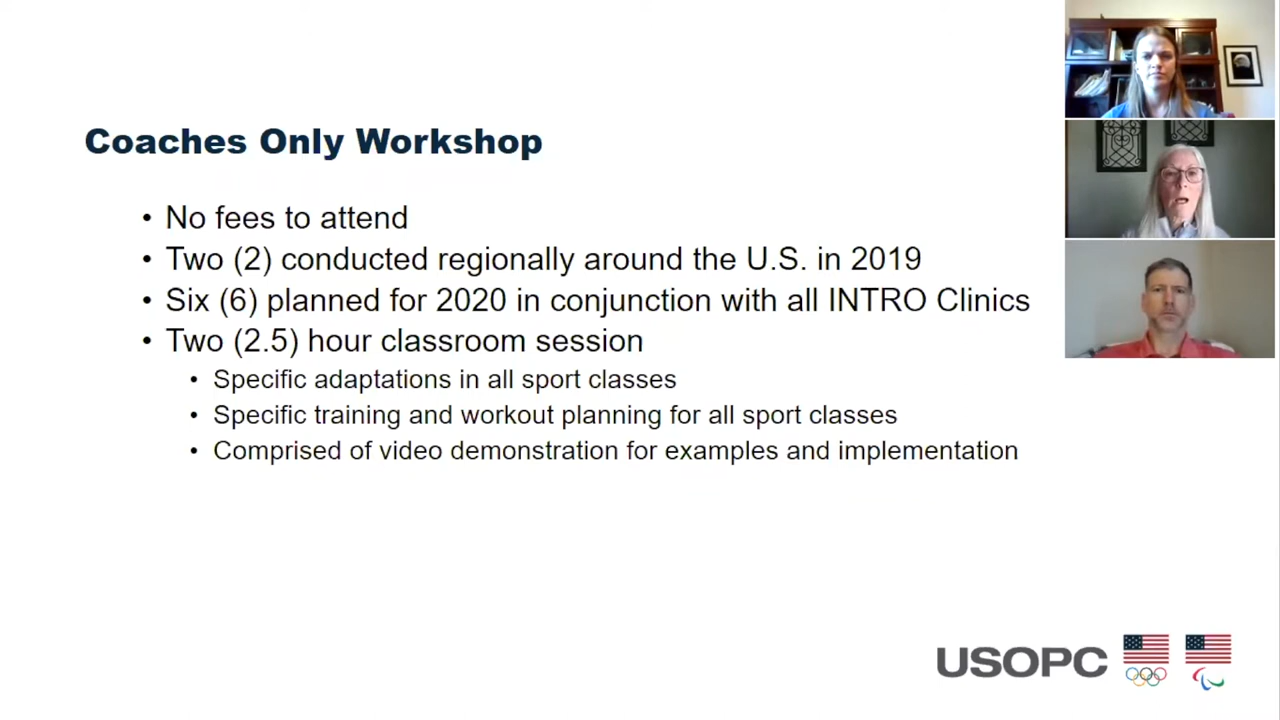 Coaches Only Workshop
• No fees to attend
• Two (2) conducted regionally around the U.S. in 2019
• Six (6) planned for 2020 in conjunction with all INTRO Clinics
• Two (2.5) hour classroom session
• Specific adaptations in all sport classes
• Specific training and workout planning for all sport classes
• Comprised of video demonstration for examples and implementation
USOPC